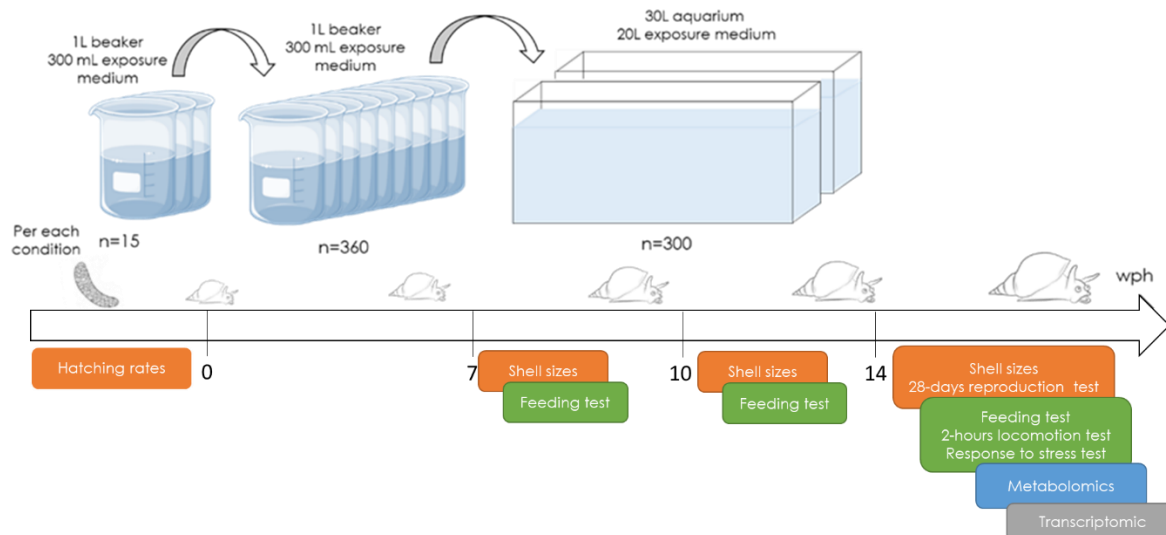 1L beaker
300 mL exposure
medium
1L beaker
300 mL exposure
medium
30L aquarium
20L exposure medium
Per each
condition
n=15
n=360
n=300
wph
Hatching rates
0
7
Shell sizes
Feeding test
10
Shell sizes
Feeding test
14
Shell sizes
28-days reproduction test
Feeding test
2-hours locomotion test
Response to stress test
Metabolomics
Transcriptomic